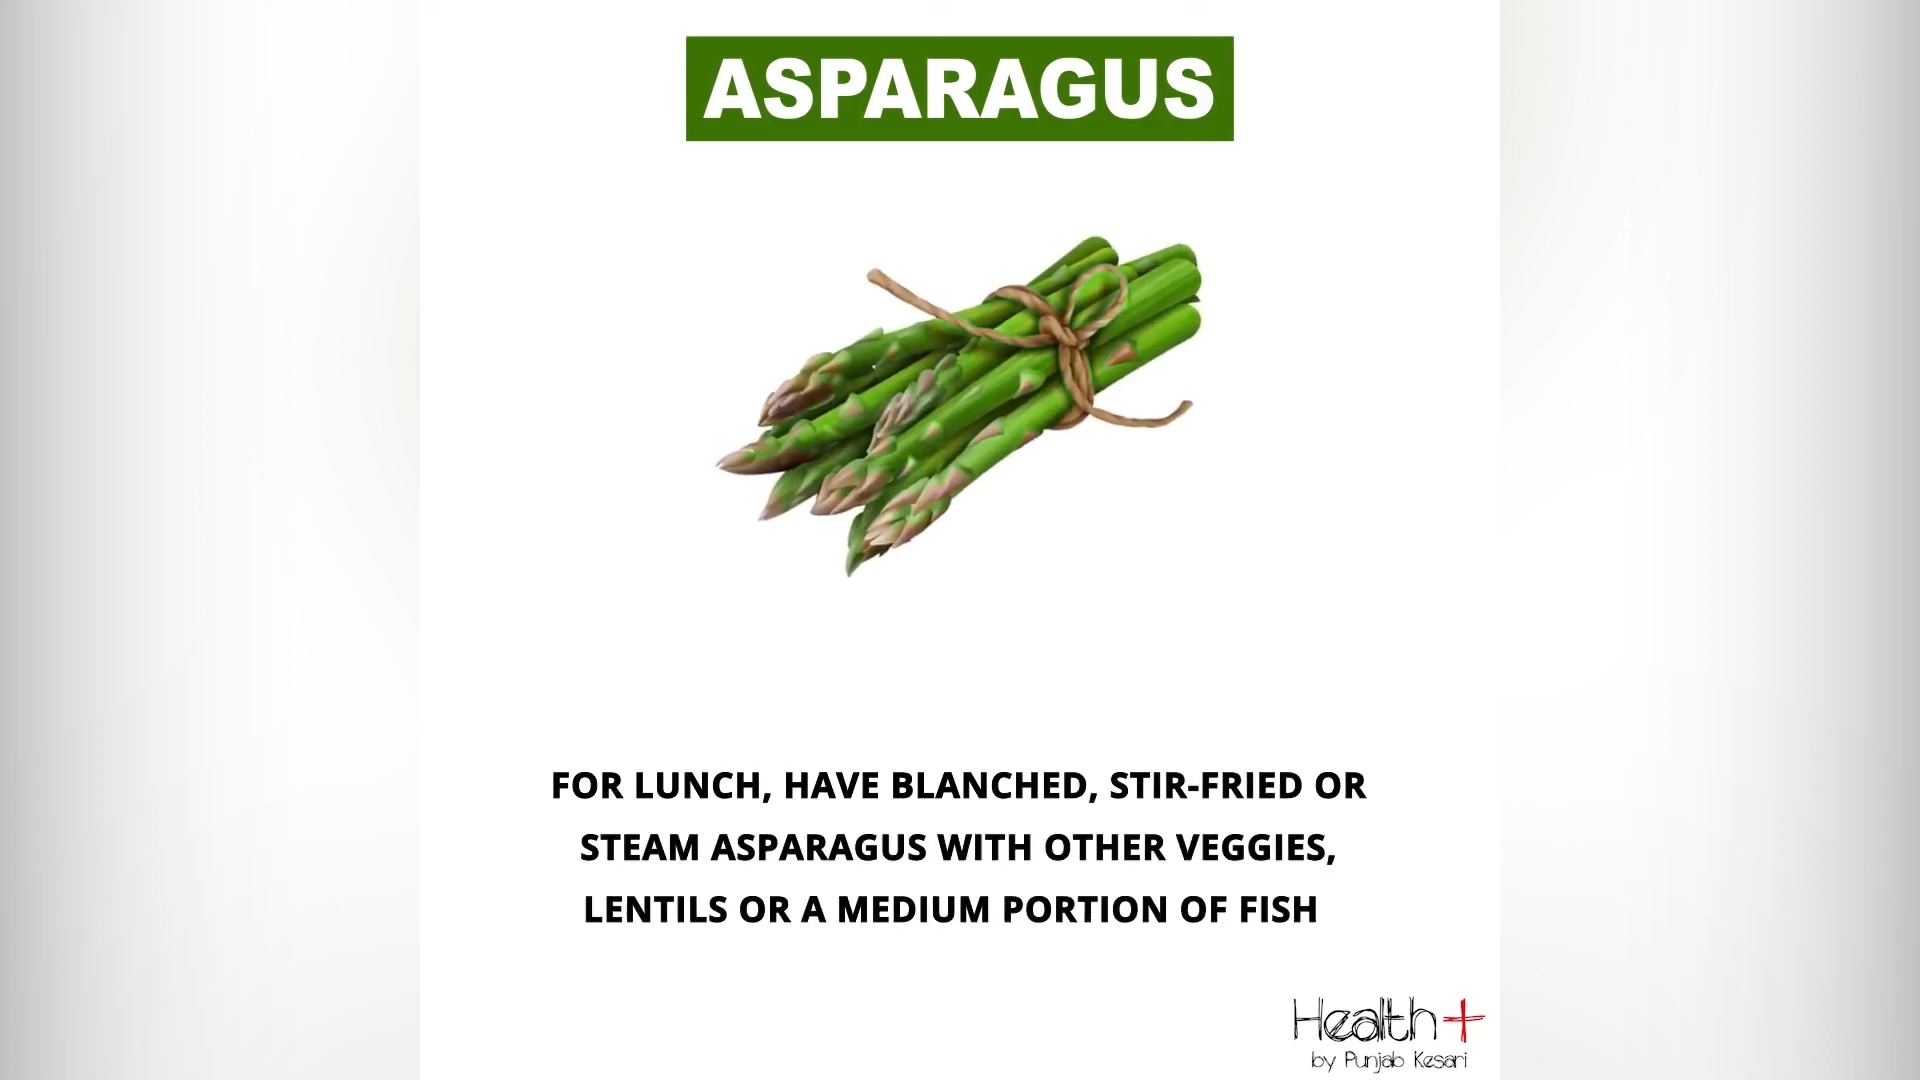 ASPARAGUS
FOR LUNCH, HAVE BLANCHED, STIR-FRIED OR
STEAM ASPARAGUS WITH OTHER VEGGIES,
LENTILS OR A MEDIUM PORTION OF FISH
Health+
by Punjab Kesari